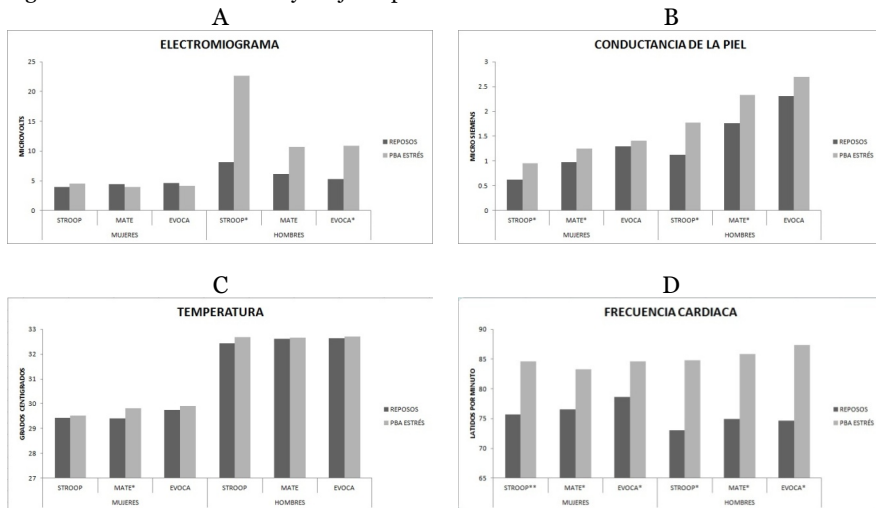 A
ELECTROMIOGRAMA
MICROVOLTS
25
20
15
10
5
0
STROOP MATE EVOCA STROOP* MATE EVOCA*
MUJERES HOMBRES
REPOSOS
PBA ESTRÉS
B
CONDUCTANCIA DE LA PIEL
MICRO SIEMENS
3
2.5
2
1.5
1
0.5
0
STROOP* MATE* EVOCA STROOP* MATE* EVOCA
MUJERES HOMBRES
REPOSOS
PBA ESTRÉS
C
TEMPERATURA
GRADOS CENTIGRADOS
33
32
31
30
29
28
27
STROOP MATE* EVOCA STROOP MATE EVOCA
MUJERES HOMBRES
REPOSOS
PBA ESTRÉS
D
FRECUENCIA CARDIACA
LATIDOS POR MINUTO
90
85
80
75
70
65
STROOP** MATE* EVOCA* STROOP* MATE* EVOCA*
MUJERES HOMBRES
REPOSOS
PBA ESTRÉS